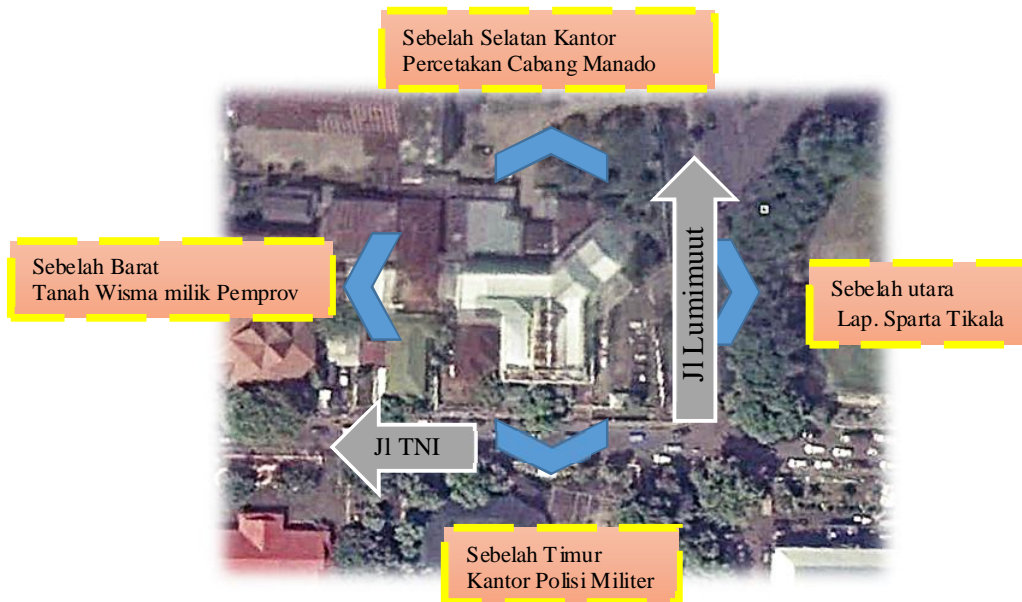 Sebelah Selatan Kantor
Percetakan Cabang Manado
Sebelah Barat
Tanah Wisma milik Pemprov
Jl Lumimuut
Sebelah utara
Lap. Sparta Tikala
Jl TNI
Sebelah Timur
Kantor Polisi Militer